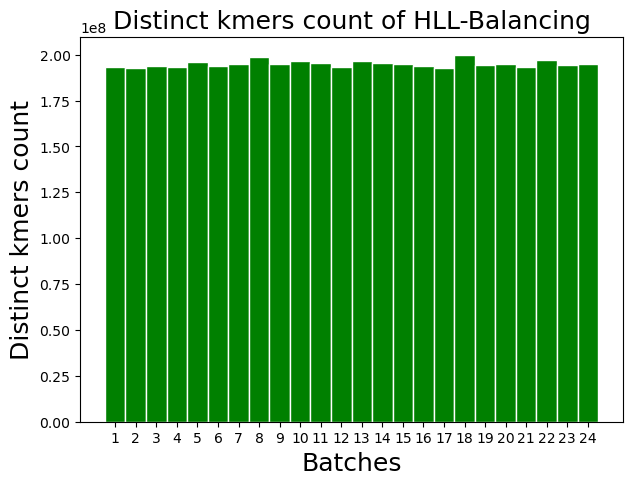 Distinct kmers count of HLL-Balancing
1e8
2.00
1.75
1.50
1.25
1.00
0.75
0.50
0.25
0.00
Distinct kmers count
1 2 3 4 5 6 7 8 9 10 11 12 13 14 15 16 17 18 19 20 21 22 23 24
Batches